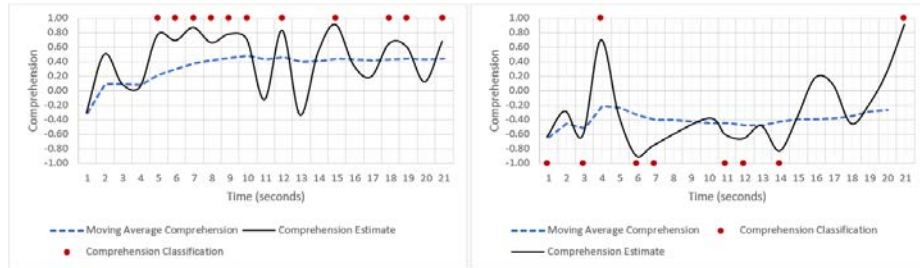 1.00
0.80
0.60
0.40
0.20
0.00
-0.20
-0.40
-0.60
-0.80
-1.00
Comprehension
1 2 3 4 5 6 7 8 9 10 11 12 13 14 15 16 17 18 19 20 21
Time (seconds)
Moving Average Comprehension Comprehension Estimate
Comprehension Classification
1.00
0.80
0.60
0.40
0.20
0.00
-0.20
-0.40
-0.60
-0.80
-1.00
Comprehension
1 2 3 4 5 6 7 8 9 10 11 12 13 14 15 16 17 18 19 20 21
Time (seconds)
Moving Average Comprehension Comprehension Classification
Comprehension Estimate